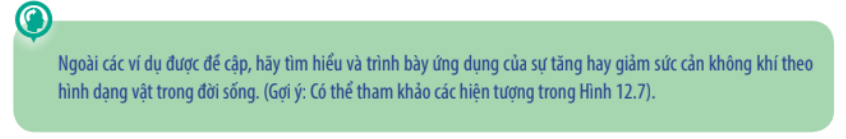 Ngoài các ví dụ được đề cập, hãy tìm hiểu và trình bày ứng dụng của sự tăng hay giảm sức cản không khí theo
hình dạng vật trong đời sống. (Gợi ý: Có thể tham khảo các hiện tượng trong Hình 12.7).